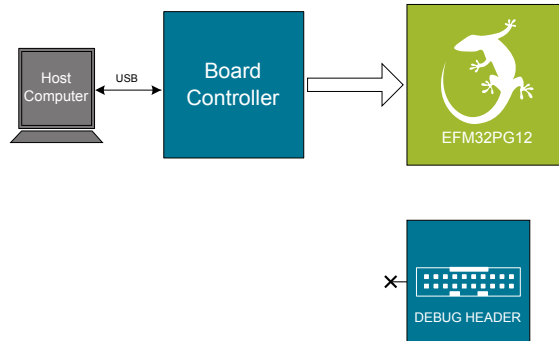 Host
Computer
USB
Board
Controller
EFM32PG12
DEBUG HEADER